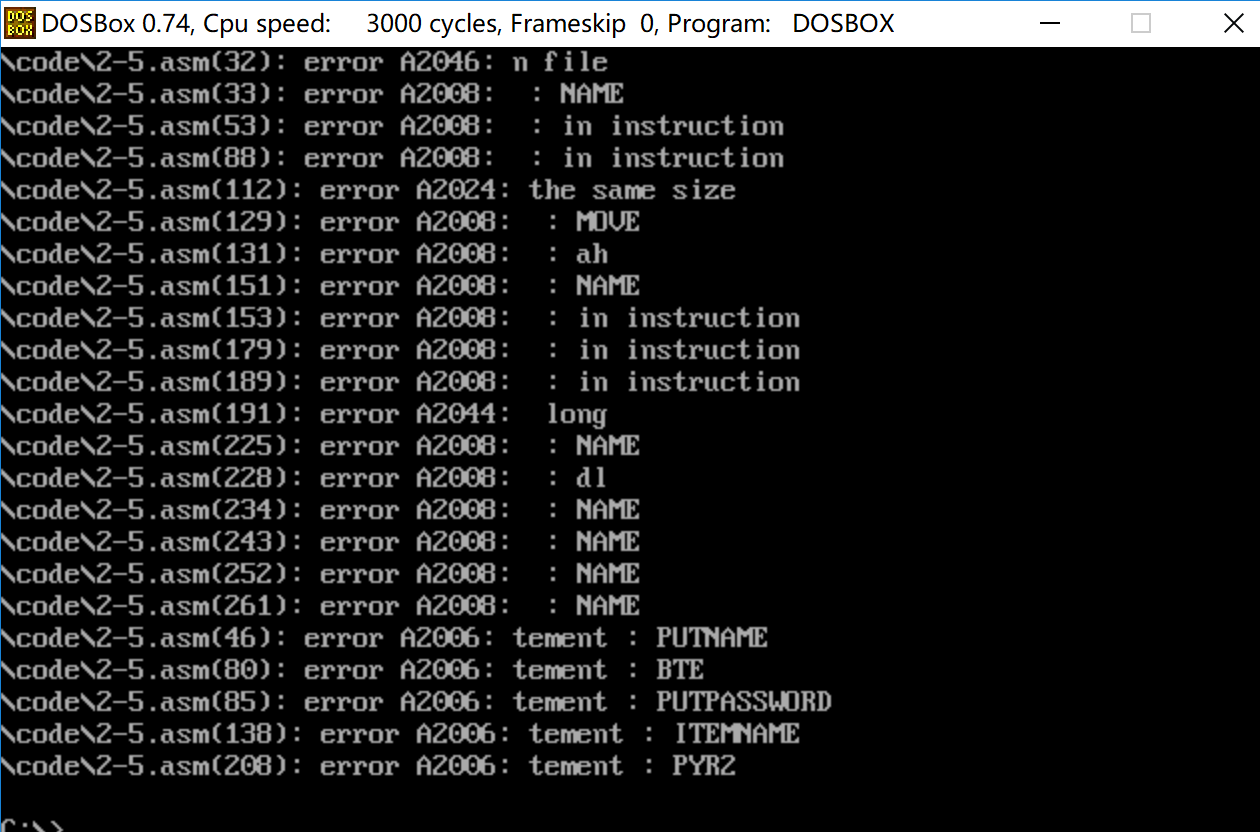 DOS BOX DOSBox 0.74, Cpu speed: 3000 cycles, Frameskip 0, Program: DOSBOX
\code\2-5.asm(32): error A2046: n file
\code\2-5.asm(33): error A2008:  : NAME
\code\2-5.asm(53): error A2008:  : in instruction
\code\2-5.asm(88): error A2008:  : in instruction
\code\2-5.asm(112): error A2024: the same size
\code\2-5.asm(129): error A2008:  : MOVE
\code\2-5.asm(131): error A2008:  : ah
\code\2-5.asm(151): error A2008:  : NAME
\code\2-5.asm(153): error A2008:  : in instruction
\code\2-5.asm(179): error A2008:  : in instruction
\code\2-5.asm(189): error A2008:  : in instruction
\code\2-5.asm(191): error A2044:  long
\code\2-5.asm(225): error A2008:  : NAME
\code\2-5.asm(228): error A2008:  : dl
\code\2-5.asm(234): error A2008:  : NAME
\code\2-5.asm(243): error A2008:  : NAME
\code\2-5.asm(252): error A2008:  : NAME
\code\2-5.asm(261): error A2008:  : NAME
\code\2-5.asm(46): error A2006: tement : PUTNAME
\code\2-5.asm(80): error A2006: tement : BTE
\code\2-5.asm(85): error A2006: tement : PUTPASSWORD
\code\2-5.asm(138): error A2006: tement : ITEMNAME
\code\2-5.asm(208): error A2006: tement : PYR2
C:\>